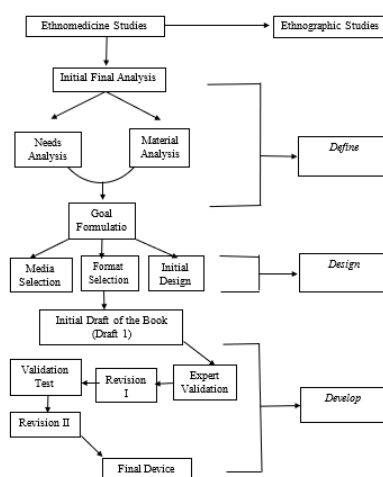 Ethnomedicine Studies
Ethnographic Studies
Initial Final Analysis
Needs
Analysis
Material
Analysis
Define
Goal
Formulatio
Media
Selection
Format
Selection
Initial
Design
Design
Initial Draft of the Book
(Draft 1)
Validation
Test
Revision
I
Expert
Validation
Develop
Revision II
Final Device